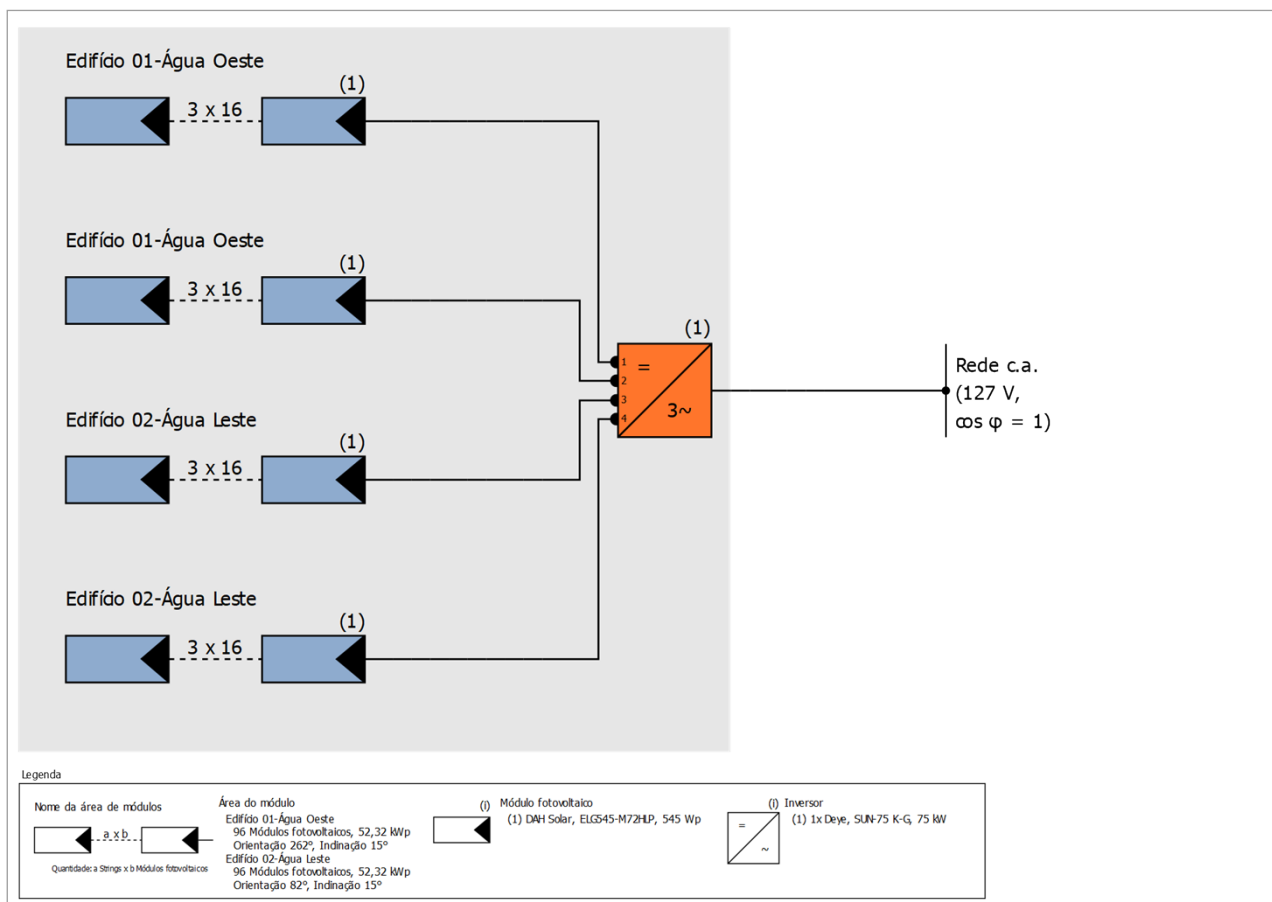 Edifício 01-Água Oeste
(1)
3 x 16
Edifício 01-Água Oeste
(1)
3 x 16
(1)
1
2
3
4
=
3~
Rede c.a.
(127 V,
cos φ = 1)
Edifício 02-Água Leste
(1)
3 x 16
Edifício 02-Água Leste
(1)
3 x 16
Legenda
Nome da área de módulos
a x b
Quantidade: a Strings x b Módulos fotovoltaicos
Área do módulo
Edifício 01-Água Oeste
96 Módulos fotovoltaicos, 52,32 kWp
Orientação 262°, Inclinação 15°
Edifício 02-Água Leste
96 Módulos fotovoltaicos, 52,32 kWp
Orientação 82°, Inclinação 15°
(i) Módulo fotovoltaico
(1) DAH Solar, ELG545-M72HLP, 545 Wp
(i) Inversor
=
~
(1) 1x Deye, SUN-75 K-G, 75 kW